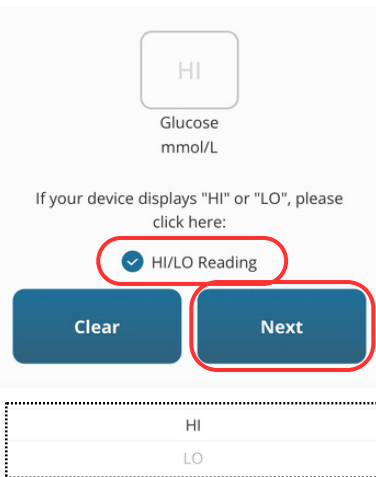 HI
Glucose
mmol/L
If your device displays "HI" or "LO", please
click here:
HI/LO Reading
Clear
Next
HI
LO